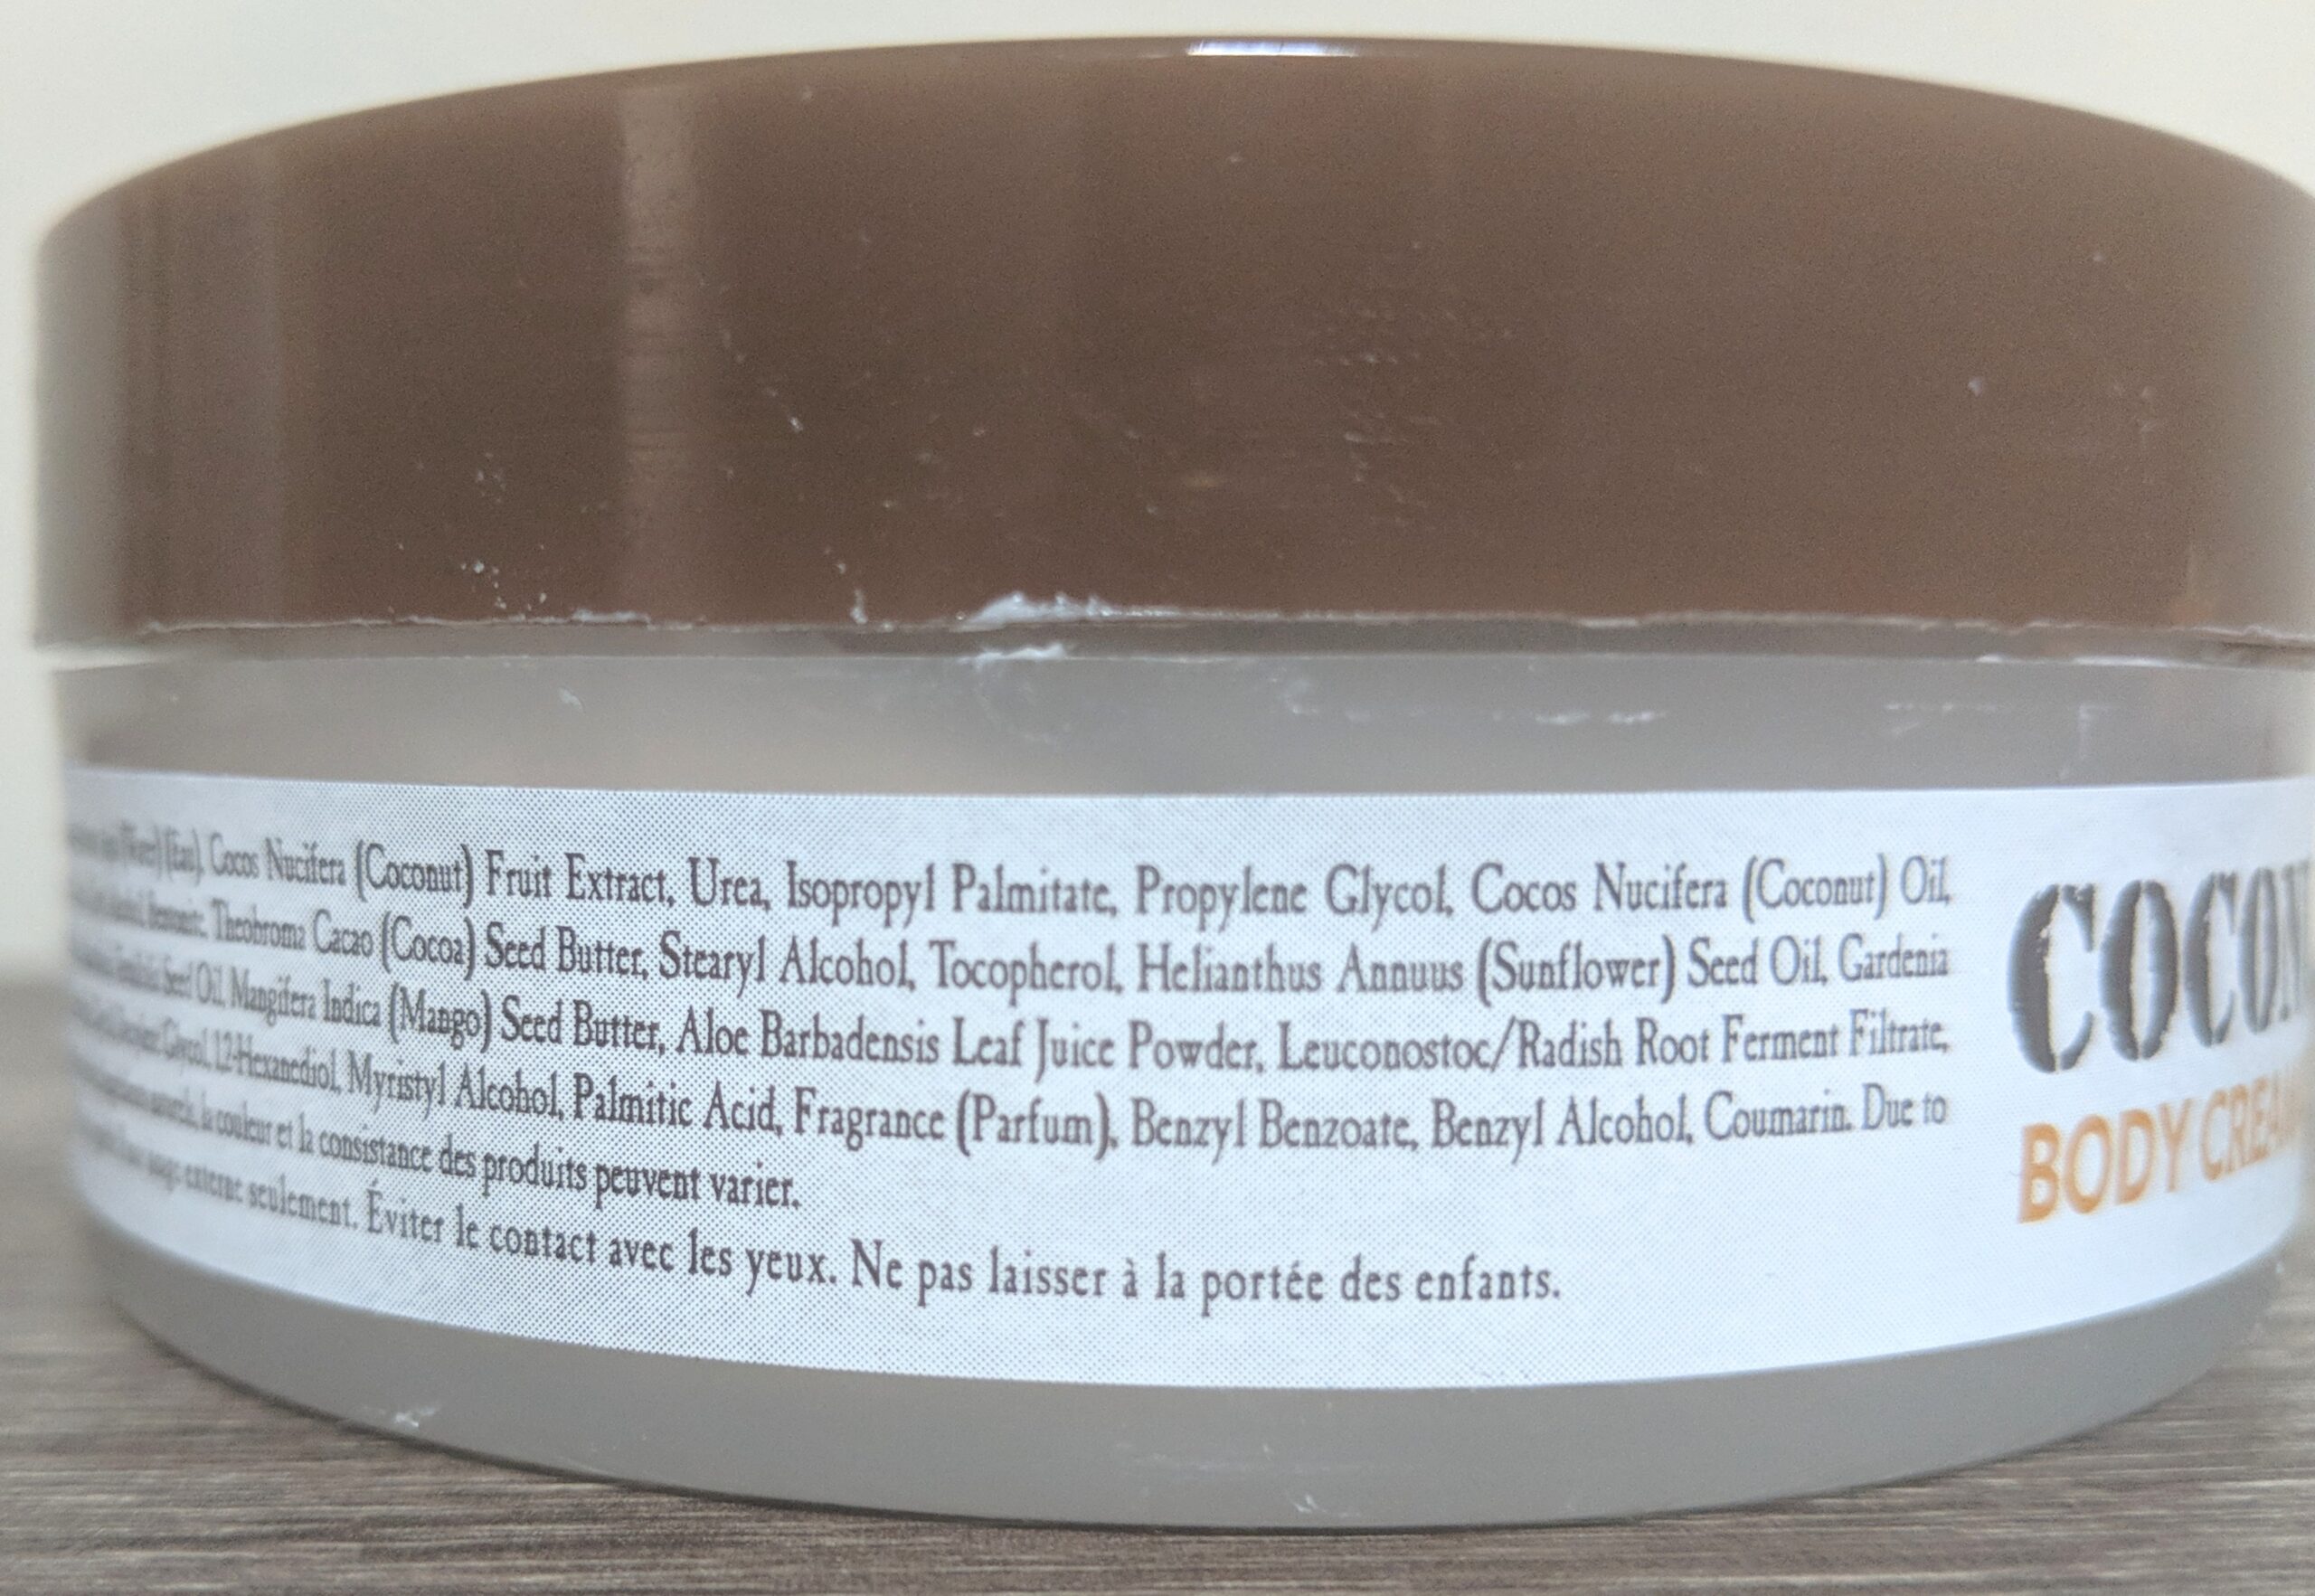 (Eau), Cocos Nucifera (Coconut) Fruit Extract, Urea, Isopropyl Palmitate, Propylene Glycol, Cocos Nucifera (Coconut) Oil,
Theobroma Cacao (Cocoa) Seed Butter, Stearyl Alcohol, Tocopherol, Helianthus Annuus (Sunflower) Seed Oil, Gardenia
Seed Oil, Mangifera Indica (Mango) Seed Butter, Aloe Barbadensis Leaf Juice Powder, Leuconostoc/Radish Root Ferment Filtrate,
Glycol, 1,2-Hexanediol, Myristyl Alcohol, Palmitic Acid, Fragrance (Parfum), Benzyl Benzoate, Benzyl Alcohol, Coumarin. Due to
la couleur et la consistance des produits peuvent varier.
usage externe seulement. Éviter le contact avec les yeux. Ne pas laisser à la portée des enfants.
COCON
BODY CREA